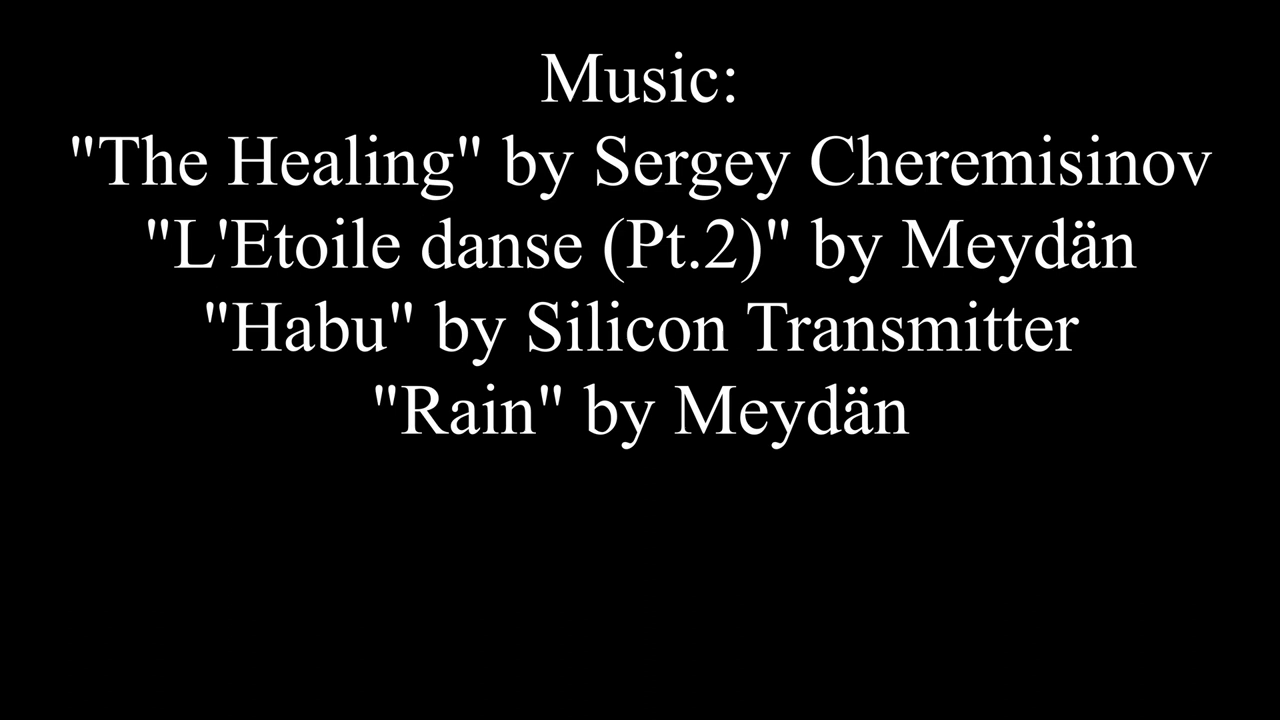 Music:
"The Healing" by Sergey Cheremisinov
"L'Etoile danse (Pt.2)" by Meydän
"Habu" by Silicon Transmitter
"Rain" by Meydän